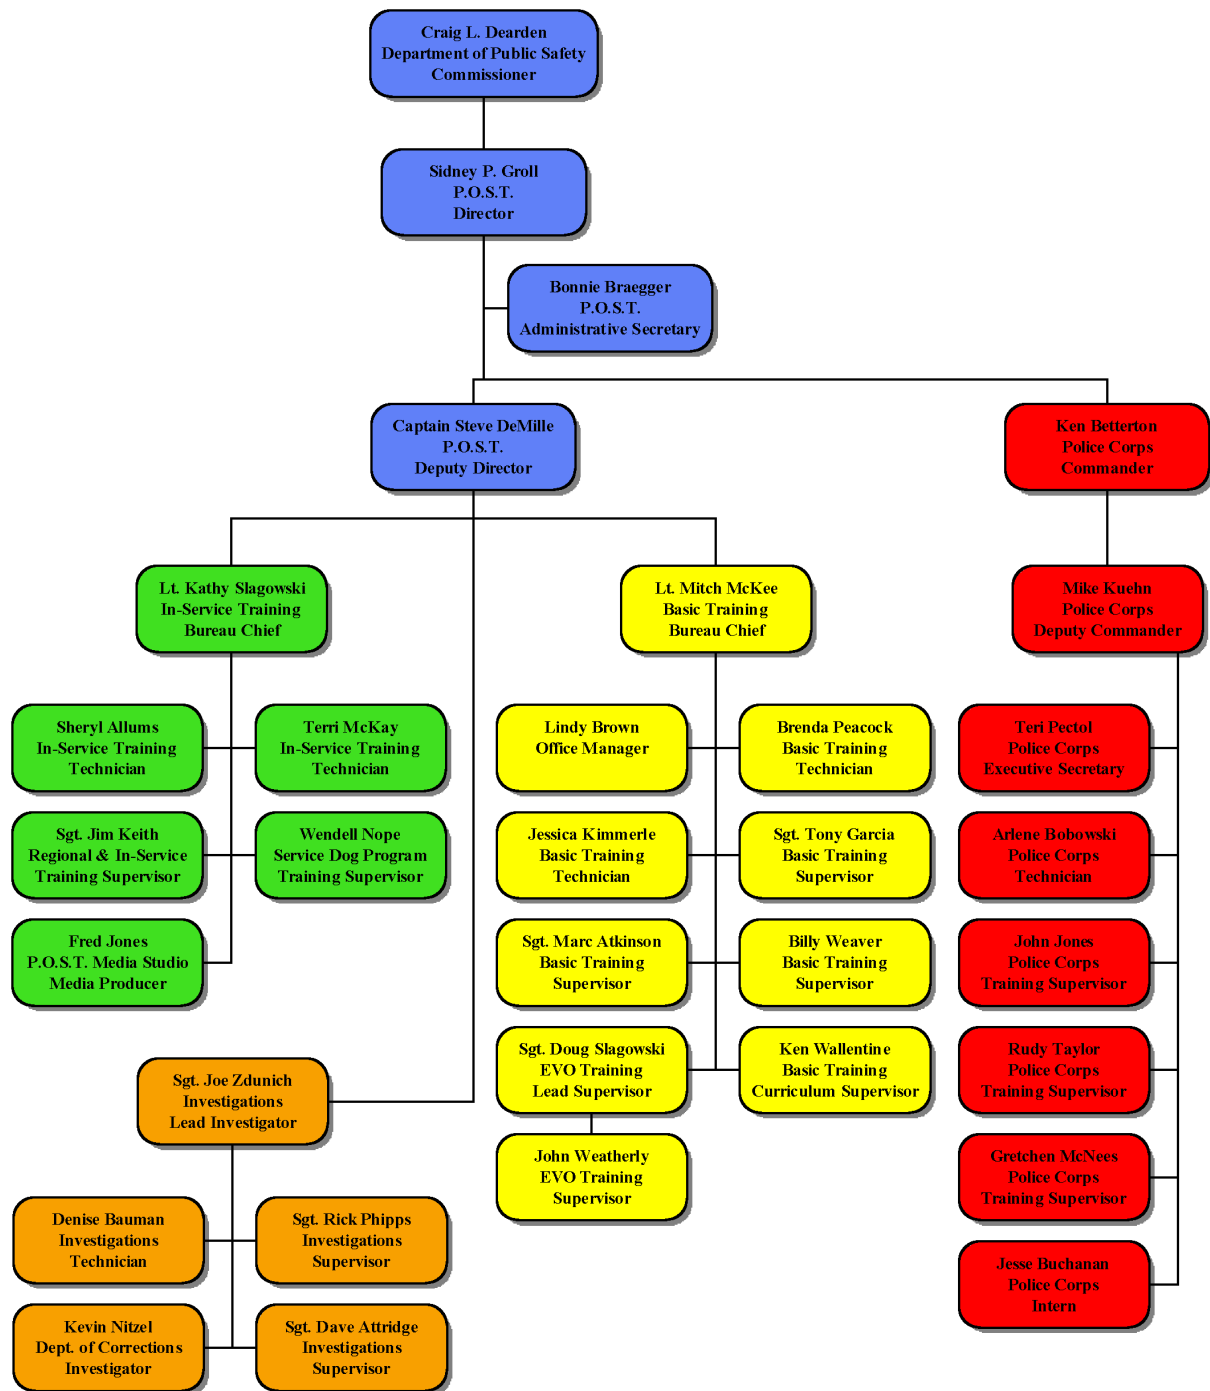 Craig L. Dearden
Department of Public Safety
Commissioner
Sidney P. Groll
P.O.S.T.
Director
Bonnie Braegger
P.O.S.T.
Administrative Secretary
Captain Steve DeMille
P.O.S.T.
Deputy Director
Ken Betterton
Police Corps
Commander
Lt. Kathy Slagowski
In-Service Training
Bureau Chief
Lt. Mitch McKee
Basic Training
Bureau Chief
Mike Kuehn
Police Corps
Deputy Commander
Sheryl Allums
In-Service Training
Technician
Terri McKay
In-Service Training
Technician
Lindy Brown
Office Manager
Brenda Peacock
Basic Training
Technician
Teri Pectol
Police Corps
Executive Secretary
Sgt. Jim Keith
Regional & In-Service
Training Supervisor
Wendell Nope
Service Dog Program
Training Supervisor
Jessica Kimmerle
Basic Training
Technician
Sgt. Tony Garcia
Basic Training
Supervisor
Arlene Bobowski
Police Corps
Technician
Fred Jones
P.O.S.T. Media Studio
Media Producer
Sgt. Marc Atkinson
Basic Training
Supervisor
Billy Weaver
Basic Training
Supervisor
John Jones
Police Corps
Training Supervisor
Sgt. Joe Zdunich
Investigations
Lead Investigator
Sgt. Doug Slagowski
EVO Training
Lead Supervisor
Ken Wallentine
Basic Training
Curriculum Supervisor
Rudy Taylor
Police Corps
Training Supervisor
John Weatherly
EVO Training
Supervisor
Gretchen McNees
Police Corps
Training Supervisor
Denise Bauman
Investigations
Technician
Sgt. Rick Phipps
Investigations
Supervisor
Jesse Buchanan
Police Corps
Intern
Kevin Nitzel
Dept. of Corrections
Investigator
Sgt. Dave Attridge
Investigations
Supervisor